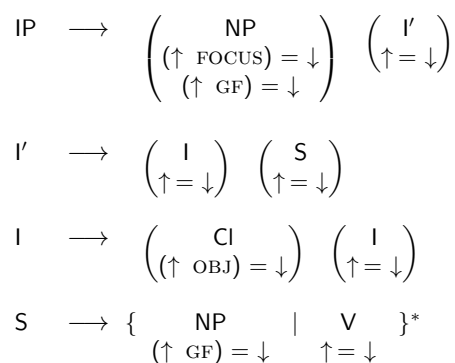 IP ⟶ ( NP ) ( I′ )
(↑ FOCUS) = ↓ ↑ = ↓
(↑ GF) = ↓
I′ ⟶ ( I ) ( S )
↑ = ↓ ↑ = ↓
I ⟶ ( Cl ) ( I )
(↑ OBJ) = ↓ ↑ = ↓
S ⟶ { NP | V }*
(↑ GF) = ↓ ↑ = ↓